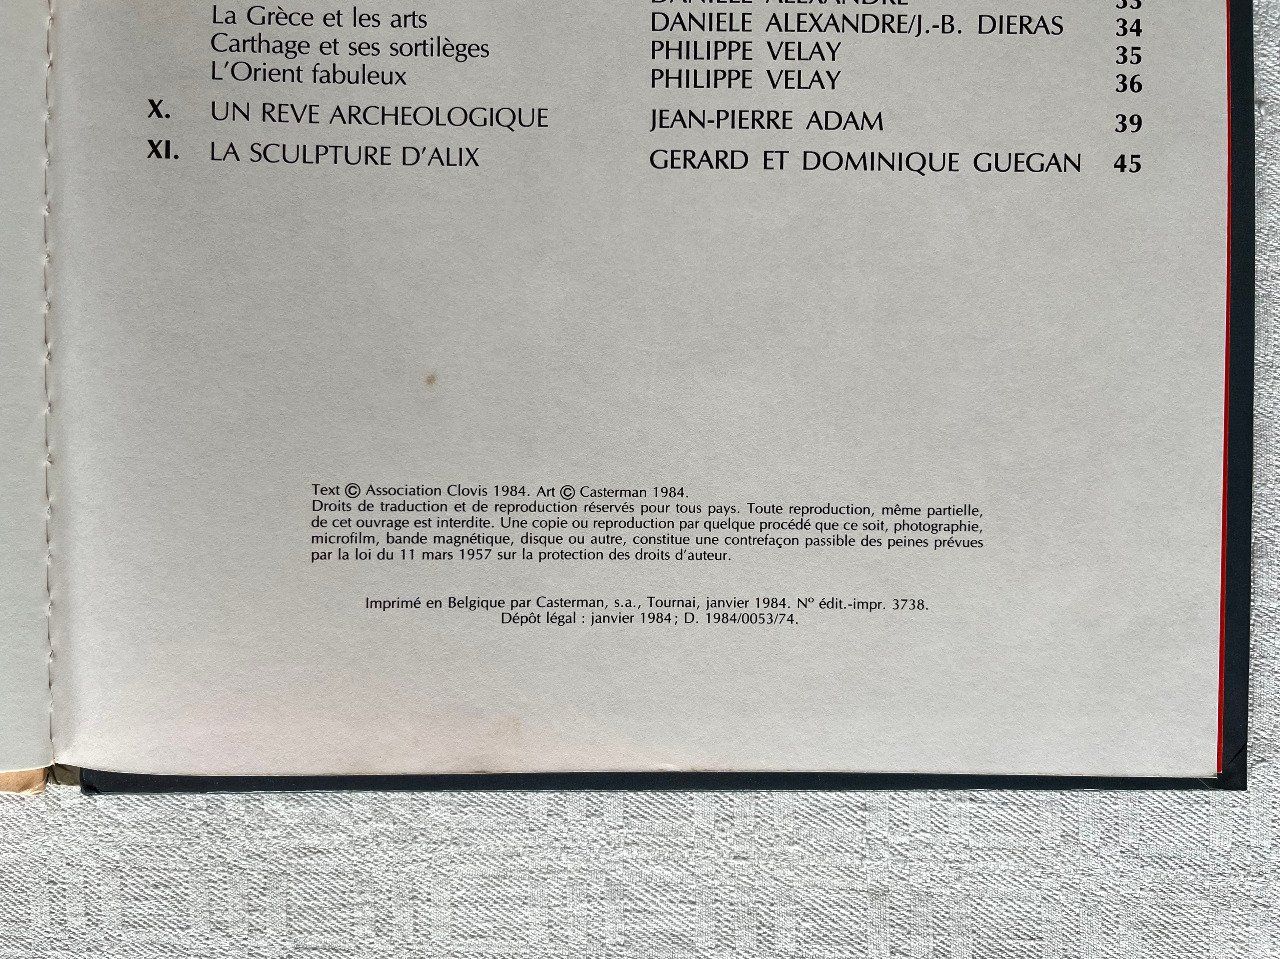 DANIELE ALEXANDRE 33
La Grèce et les arts DANIELE ALEXANDRE/J.-B. DIERAS 34
Carthage et ses sortilèges PHILIPPE VELAY 35
L'Orient fabuleux PHILIPPE VELAY 36
X. UN REVE ARCHEOLOGIQUE JEAN-PIERRE ADAM 39
XI. LA SCULPTURE D'ALIX GERARD ET DOMINIQUE GUEGAN 45
Text © Association Clovis 1984. Art © Casterman 1984.
Droits de traduction et de reproduction réservés pour tous pays. Toute reproduction, même partielle,
de cet ouvrage est interdite. Une copie ou reproduction par quelque procédé que ce soit, photographie,
microfilm, bande magnétique, disque ou autre, constitue une contrefaçon passible des peines prévues
par la loi du 11 mars 1957 sur la protection des droits d'auteur.
Imprimé en Belgique par Casterman, s.a., Tournai, janvier 1984. Nº édit.-impr. 3738.
Dépôt légal : janvier 1984; D. 1984/0053/74.